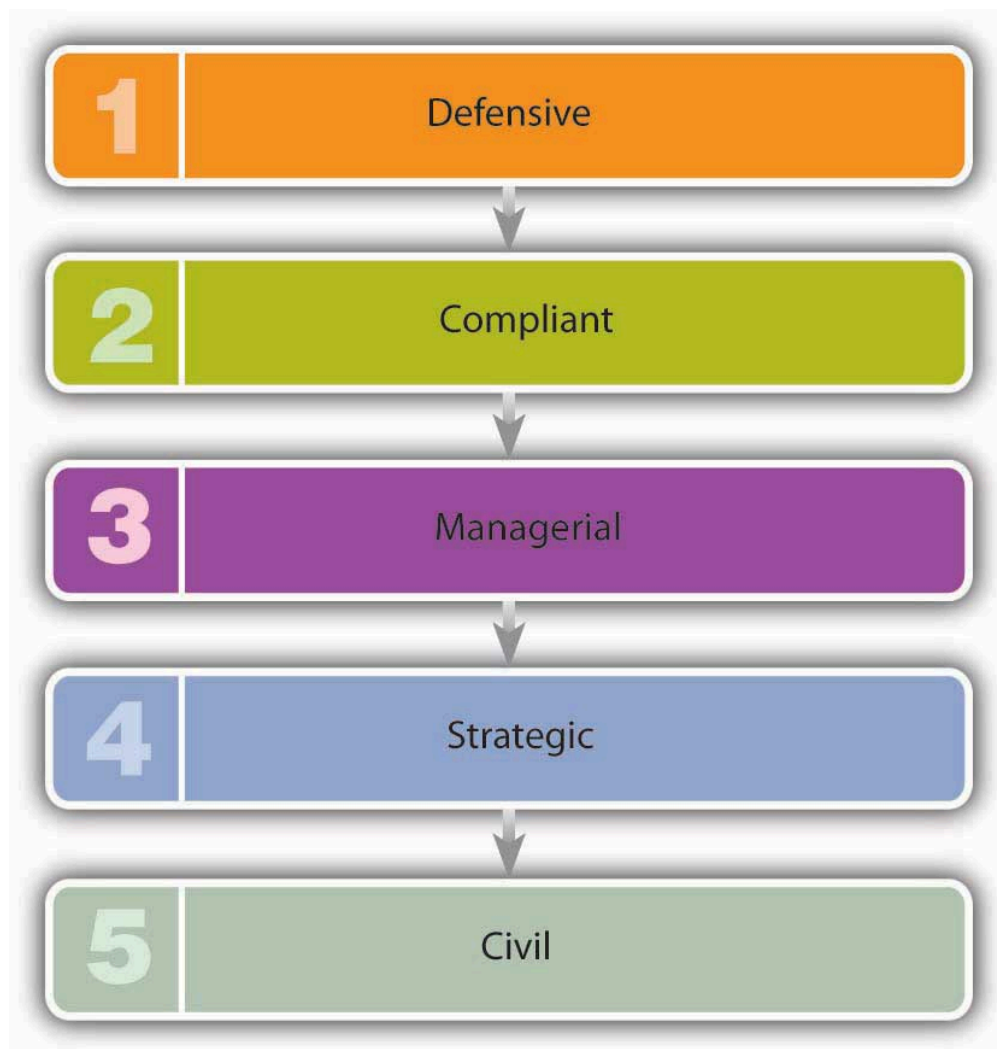 1 Defensive
2 Compliant
3 Managerial
4 Strategic
5 Civil